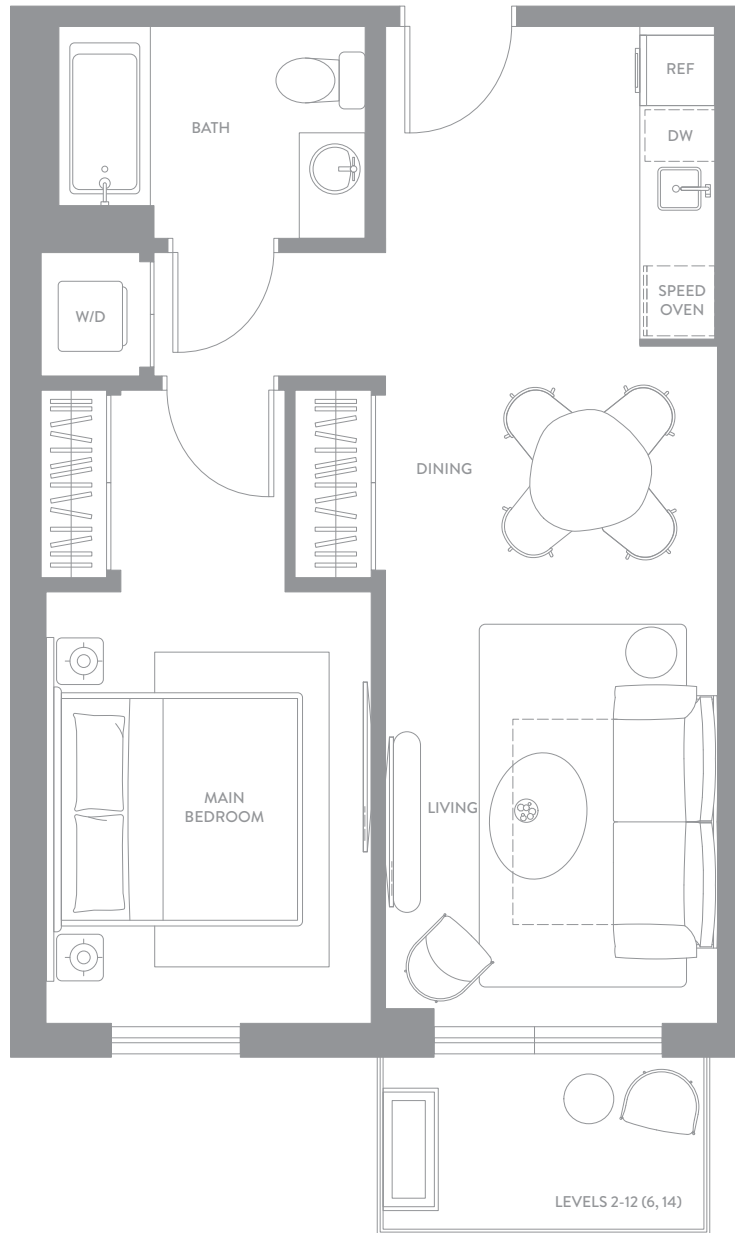 REF
BATH
DW
W/D
SPEED
OVEN
DINING
MAIN
BEDROOM
LIVING
LEVELS 2-12 (6, 14)